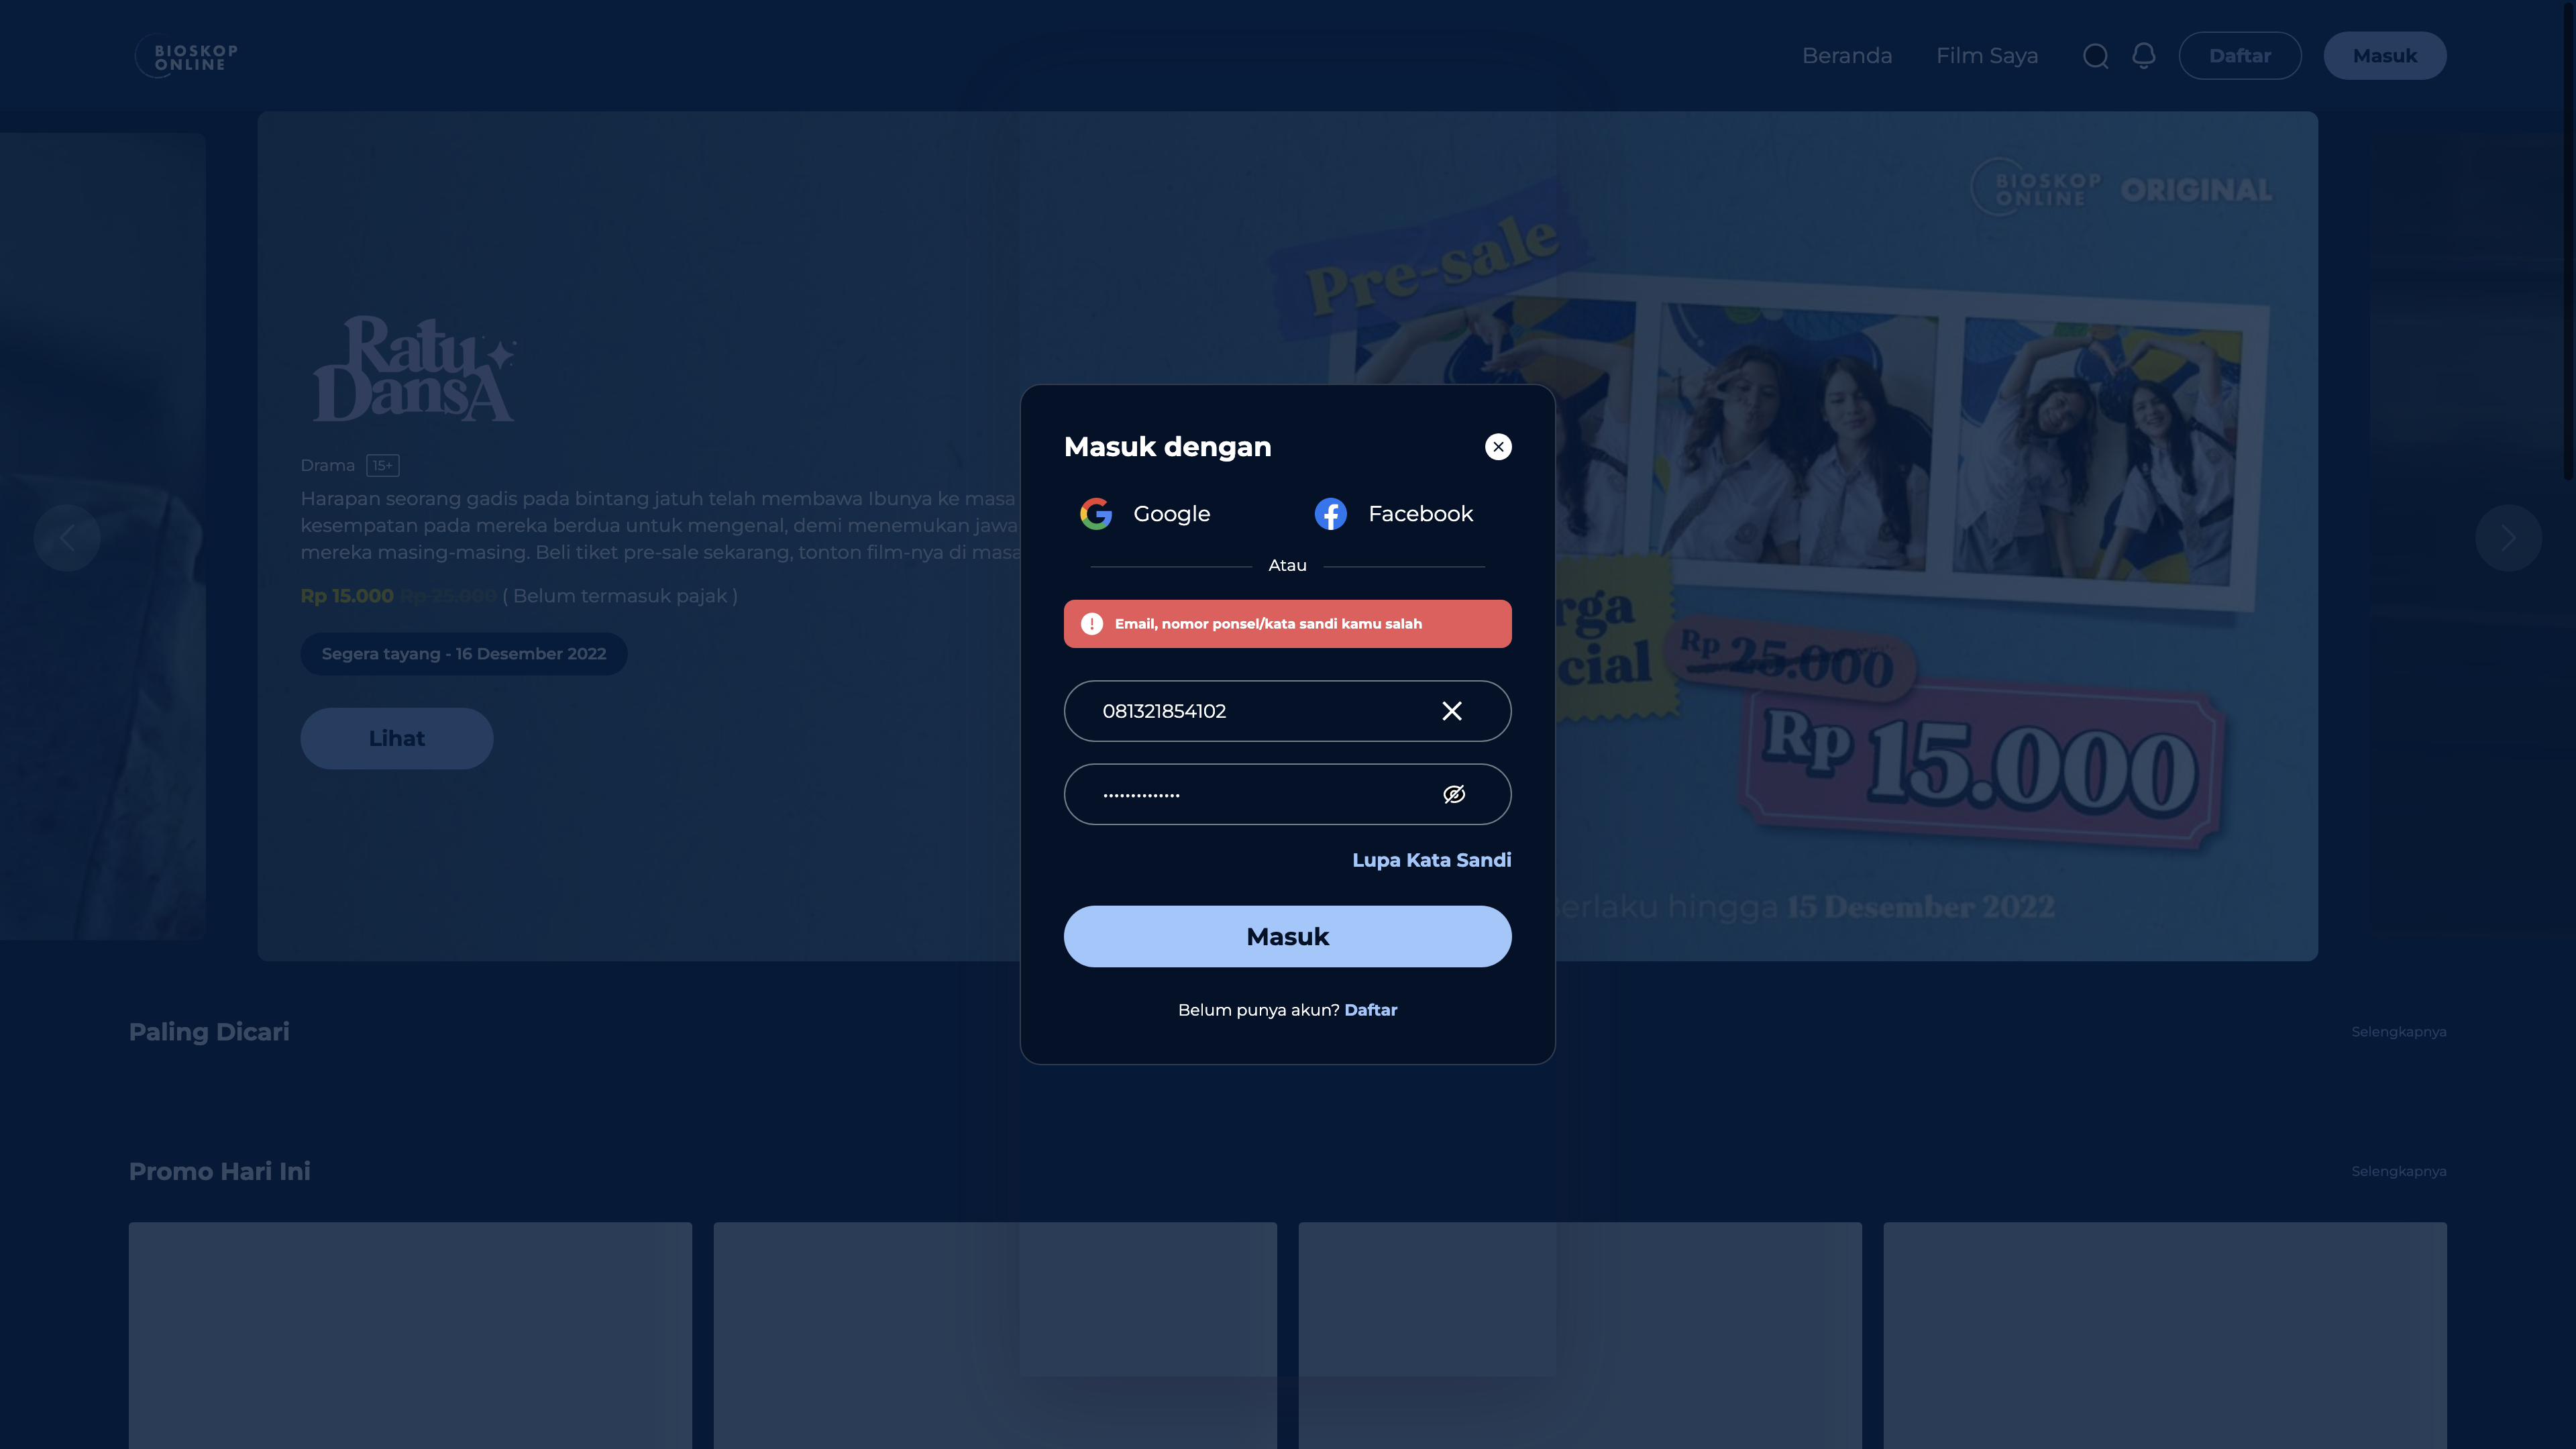 BIOSKOP
ONLINE
Beranda
Film Saya
Daftar
Masuk
BIOSKOP
ONLINE
ORIGINAL
Pre-sale
Ratu
DansA
Drama
15+
Harapan seorang gadis pada bintang jatuh telah membawa Ibunya ke masa
kesempatan pada mereka berdua untuk mengenal, demi menemukan jawa
mereka masing-masing. Beli tiket pre-sale sekarang, tonton film-nya di masa
Rp 15.000 Rp 25.000 ( Belum termasuk pajak )
Segera tayang - 16 Desember 2022
Lihat
Masuk dengan
Google
Facebook
Atau
Email, nomor ponsel/kata sandi kamu salah
081321854102
Lupa Kata Sandi
Masuk
Belum punya akun? Daftar
rga
cial
Rp 25.000
Rp 15.000
erlaku hingga 15 Desember 2022
Paling Dicari
Selengkapnya
Promo Hari Ini
Selengkapnya